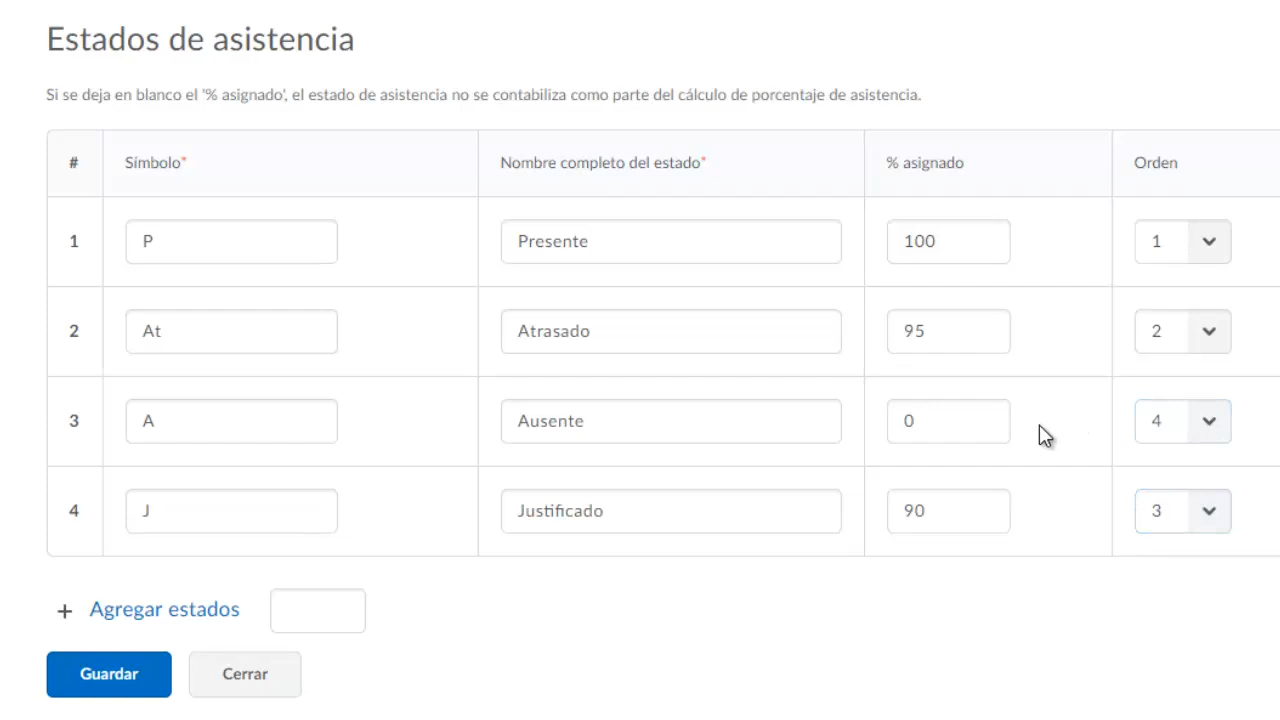 Estados de asistencia
Si se deja en blanco el '% asignado', el estado de asistencia no se contabiliza como parte del cálculo de porcentaje de asistencia.
# Símbolo* Nombre completo del estado* % asignado Orden
1 P Presente 100 1
2 At Atrasado 95 2
3 A Ausente 0 4
4 J Justificado 90 3
+ Agregar estados
Guardar Cerrar